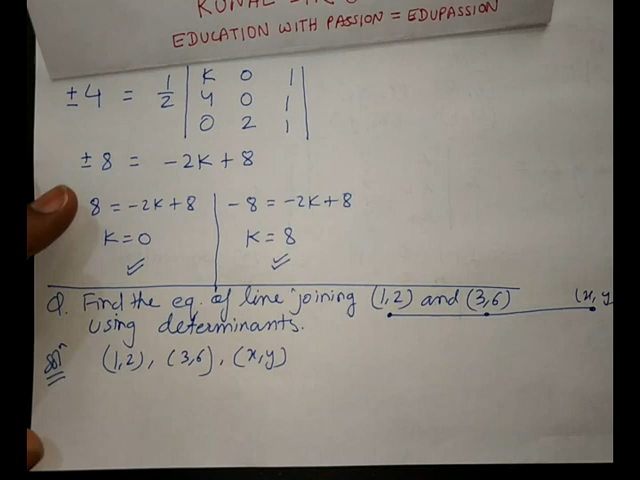 EDUCATION WITH PASSION = EDUPASSION
±4 = 1/2 | K 0 1 |
| 4 0 1 |
| 0 2 1 |
±8 = -2K+8
8 = -2K+8 | -8 = -2K+8
K=0 | K=8
Q. Find the eq. of line joining (1,2) and (3,6) (x,y
using determinants.
Solⁿ (1,2), (3,6), (x,y)